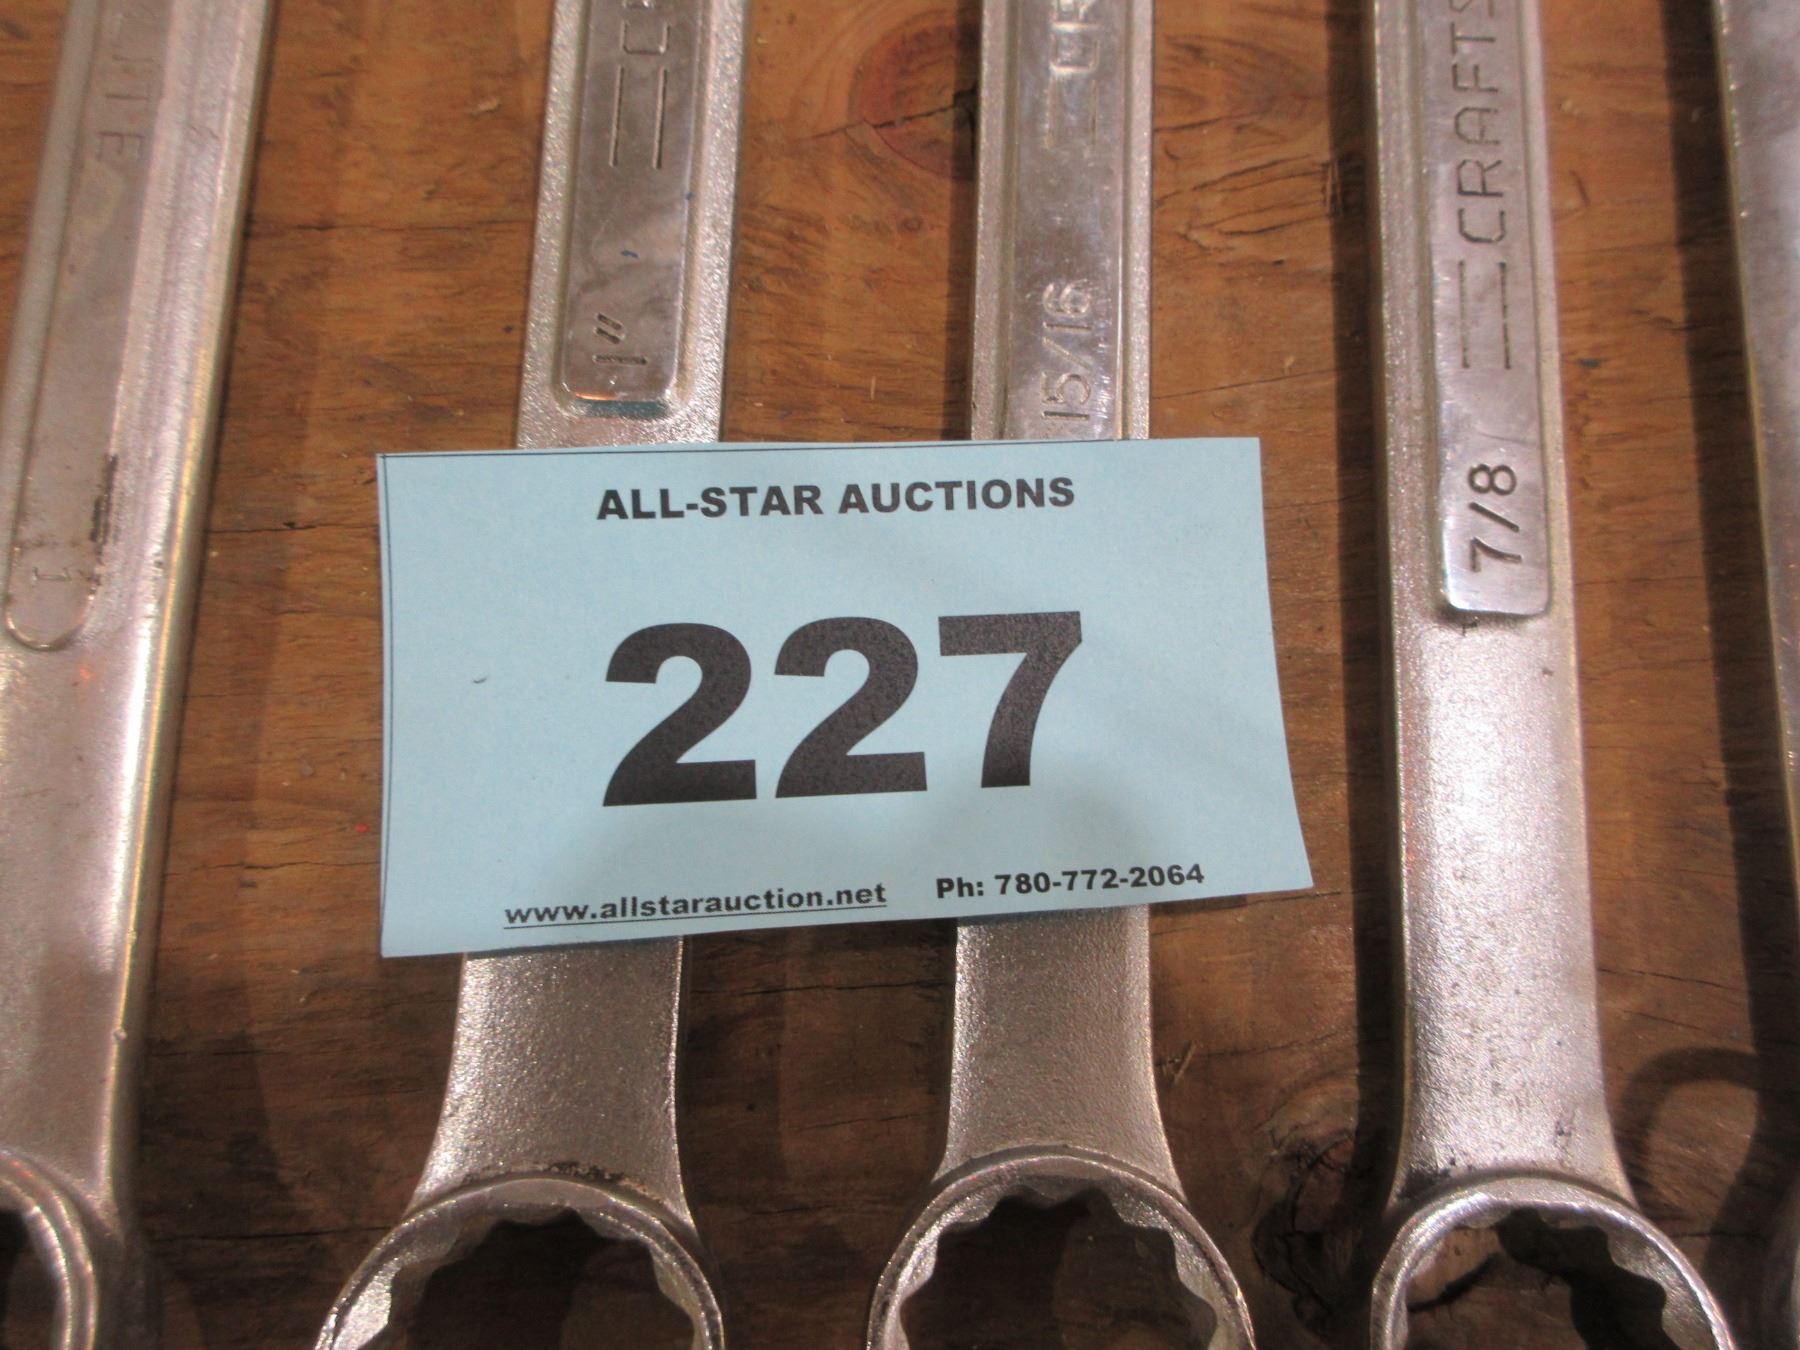 1"
15/16
CRAFTS
7/8
ALL-STAR AUCTIONS
227
www.allstarauction.net Ph: 780-772-2064